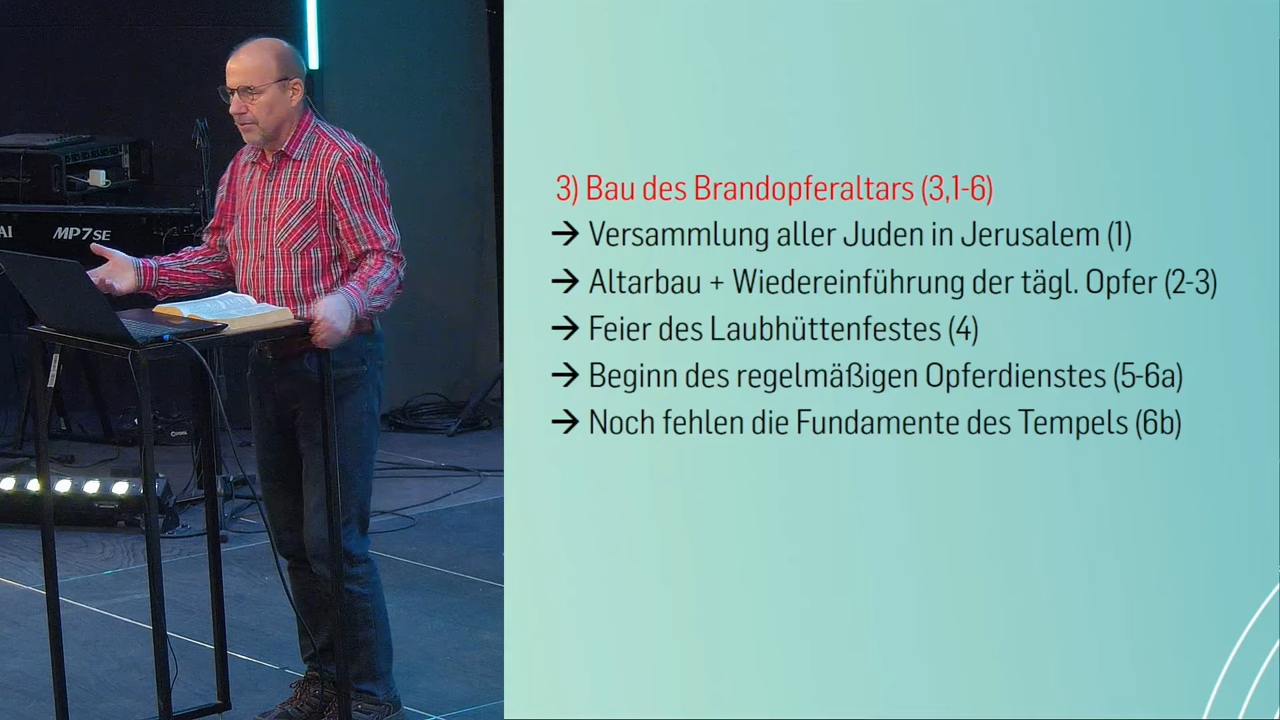 AI
MP7SE
3) Bau des Brandopferaltars (3,1-6)
→ Versammlung aller Juden in Jerusalem (1)
→ Altarbau + Wiedereinführung der tägl. Opfer (2-3)
→ Feier des Laubhüttenfestes (4)
→ Beginn des regelmäßigen Opferdienstes (5-6a)
→ Noch fehlen die Fundamente des Tempels (6b)